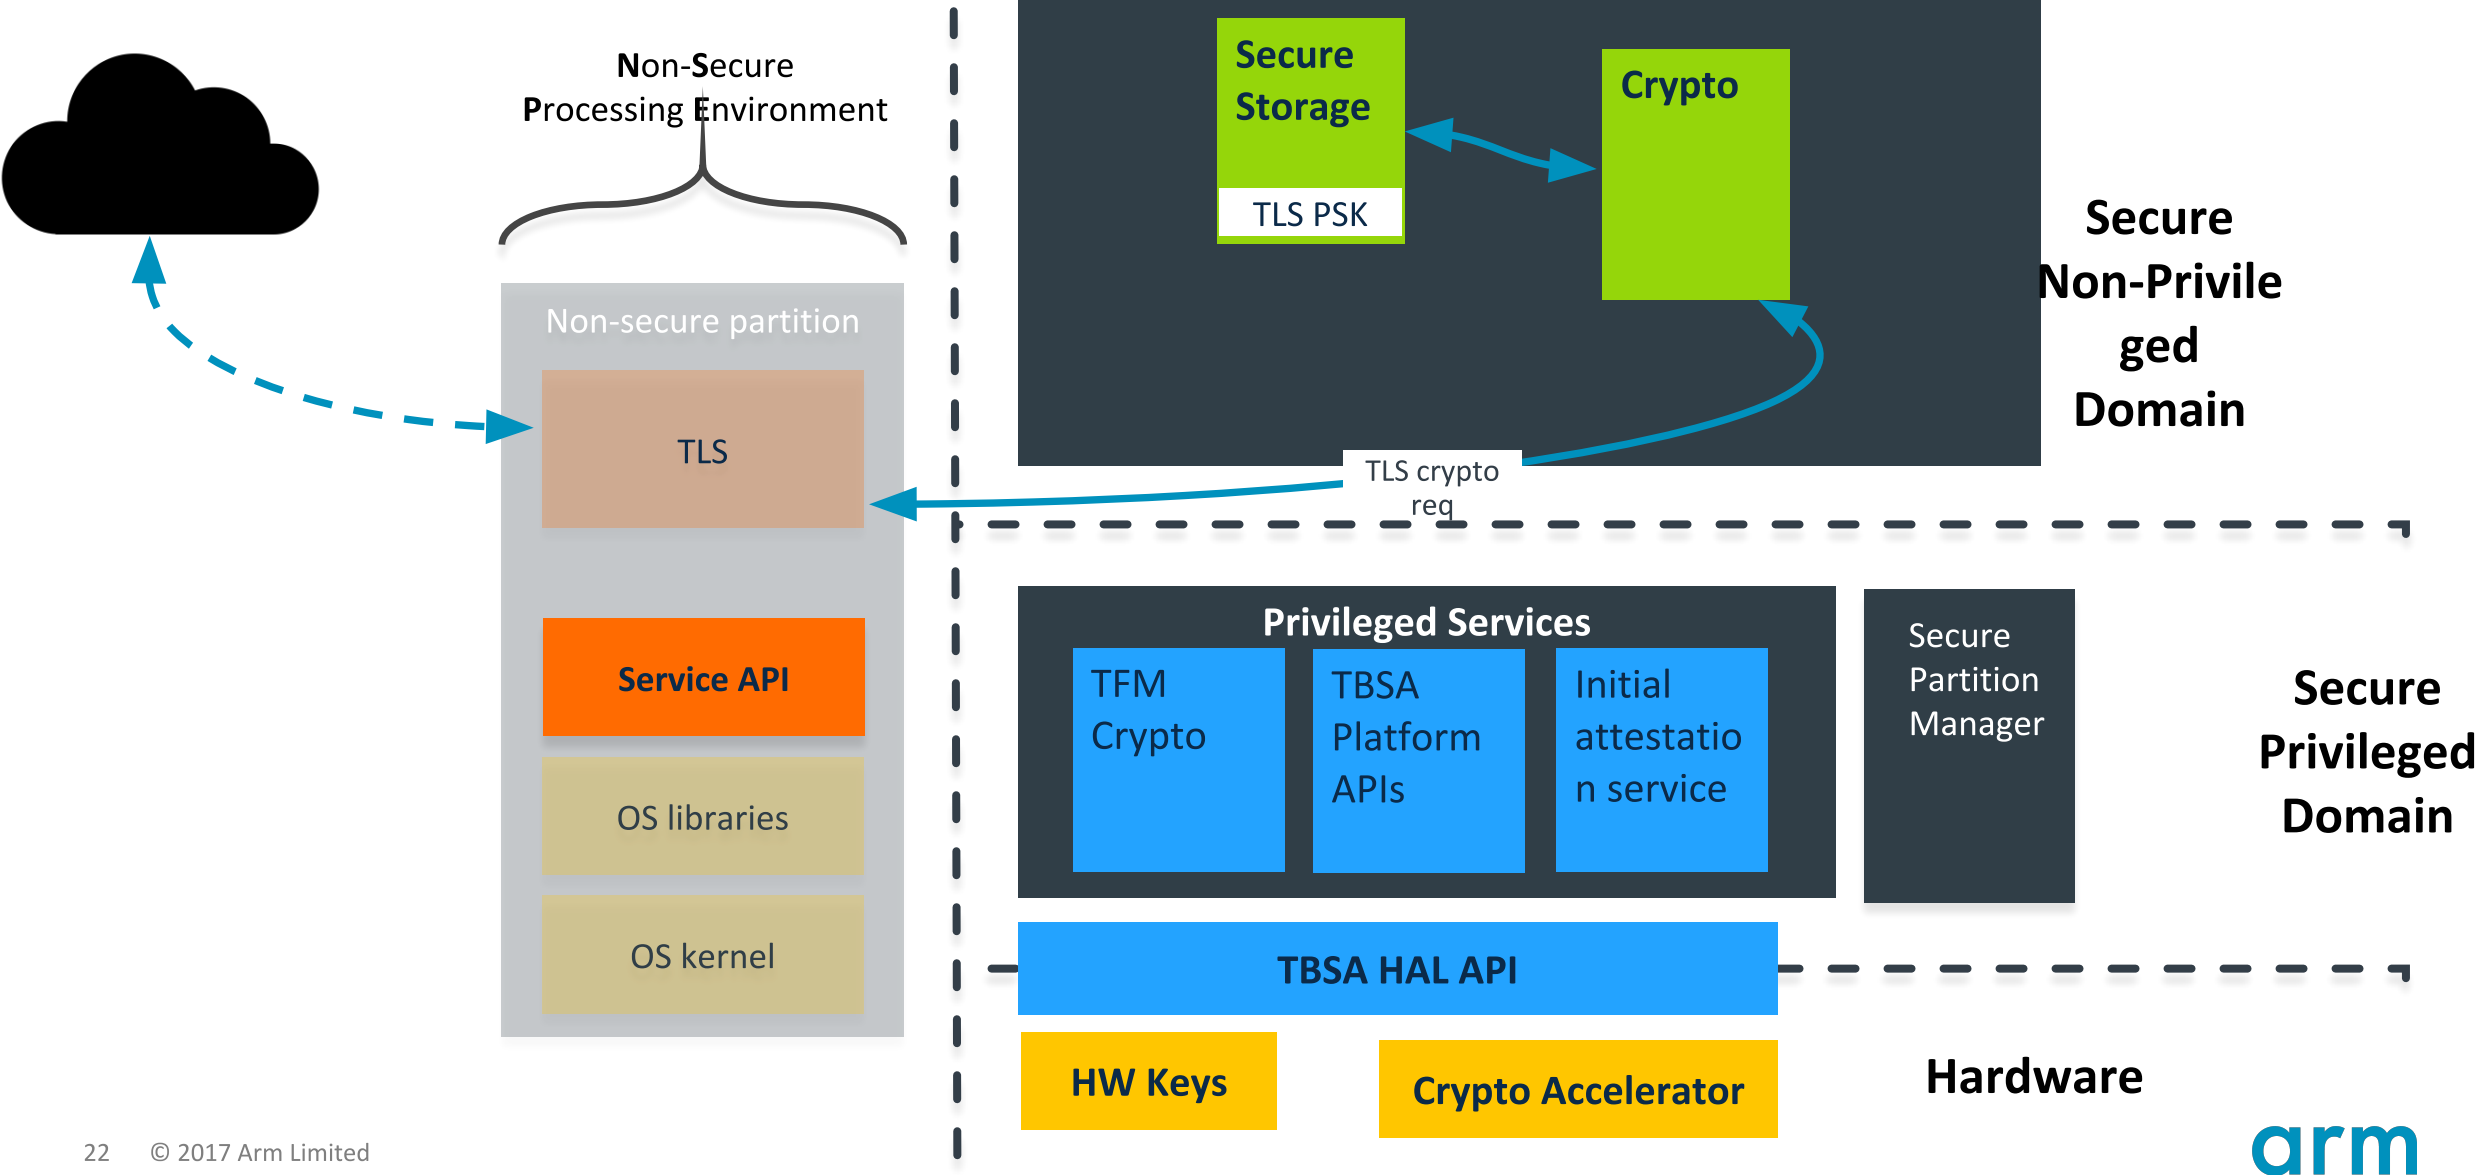 Non-Secure
Processing Environment
Non-secure partition
TLS
Service API
OS libraries
OS kernel
Secure
Storage
TLS PSK
Crypto
TLS crypto
req
Secure
Non-Privile
ged
Domain
Privileged Services
TFM
Crypto
TBSA
Platform
APIs
Initial
attestatio
n service
Secure
Partition
Manager
Secure
Privileged
Domain
TBSA HAL API
HW Keys
Crypto Accelerator
Hardware
22 © 2017 Arm Limited
arm